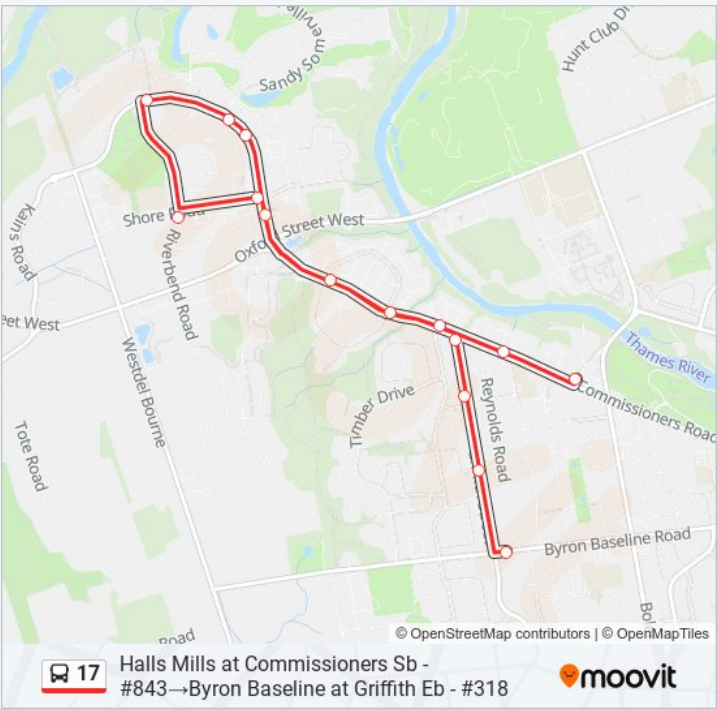 Sandy Somerville
Hunt Club Dr
Kains Road
Shore Road
Riverbend Road
Oxford Street West
eet West
Westdel Bourne
Timber Drive
Reynolds Road
Thames River
Commissioners Road
Tote Road
Byron Baseline Road
Road
© OpenStreetMap contributors | © OpenMapTiles
17
Halls Mills at Commissioners Sb -
#843→Byron Baseline at Griffith Eb - #318
moovit